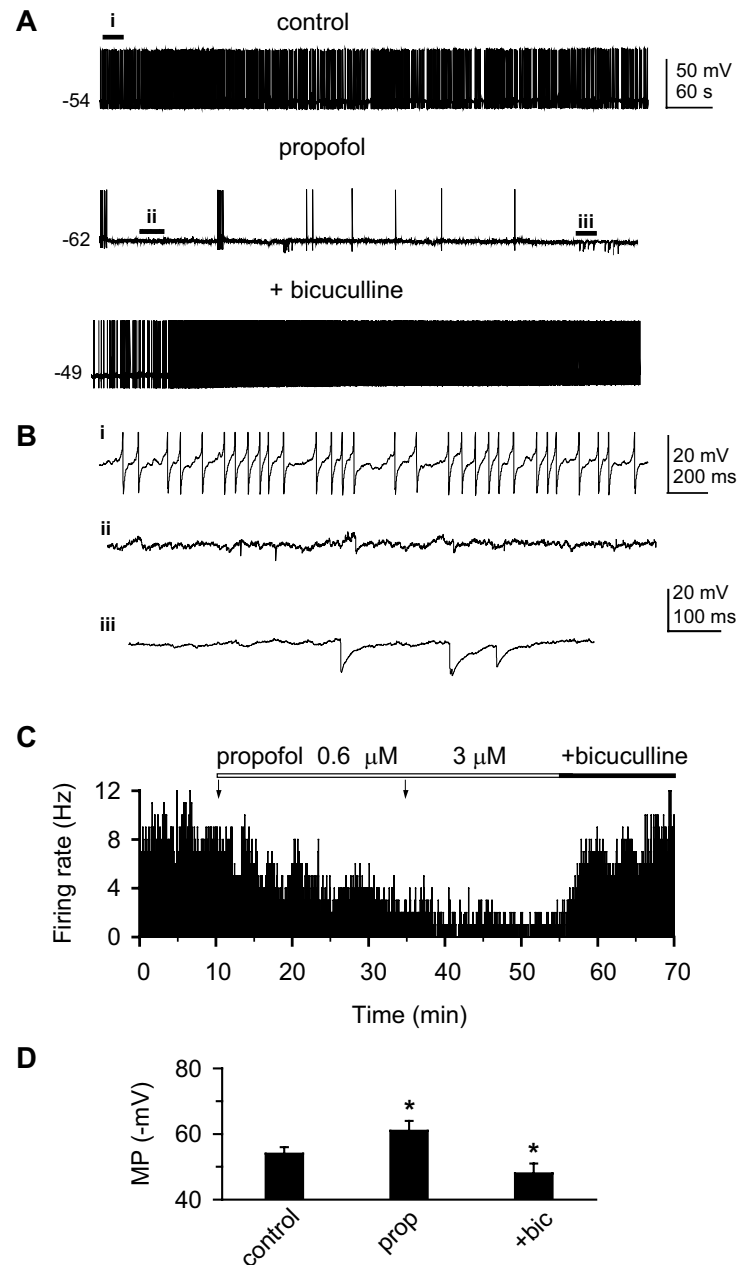 A
i
control
50 mV
60 s
-54
propofol
ii
iii
-62
+ bicuculline
-49
B
i
20 mV
200 ms
ii
20 mV
100 ms
iii
C
propofol 0.6 μM 3 μM +bicuculline
12
8
4
0
Firing rate (Hz)
0 10 20 30 40 50 60 70
Time (min)
D
80
60
40
MP (-mV)
* *
control prop +bic